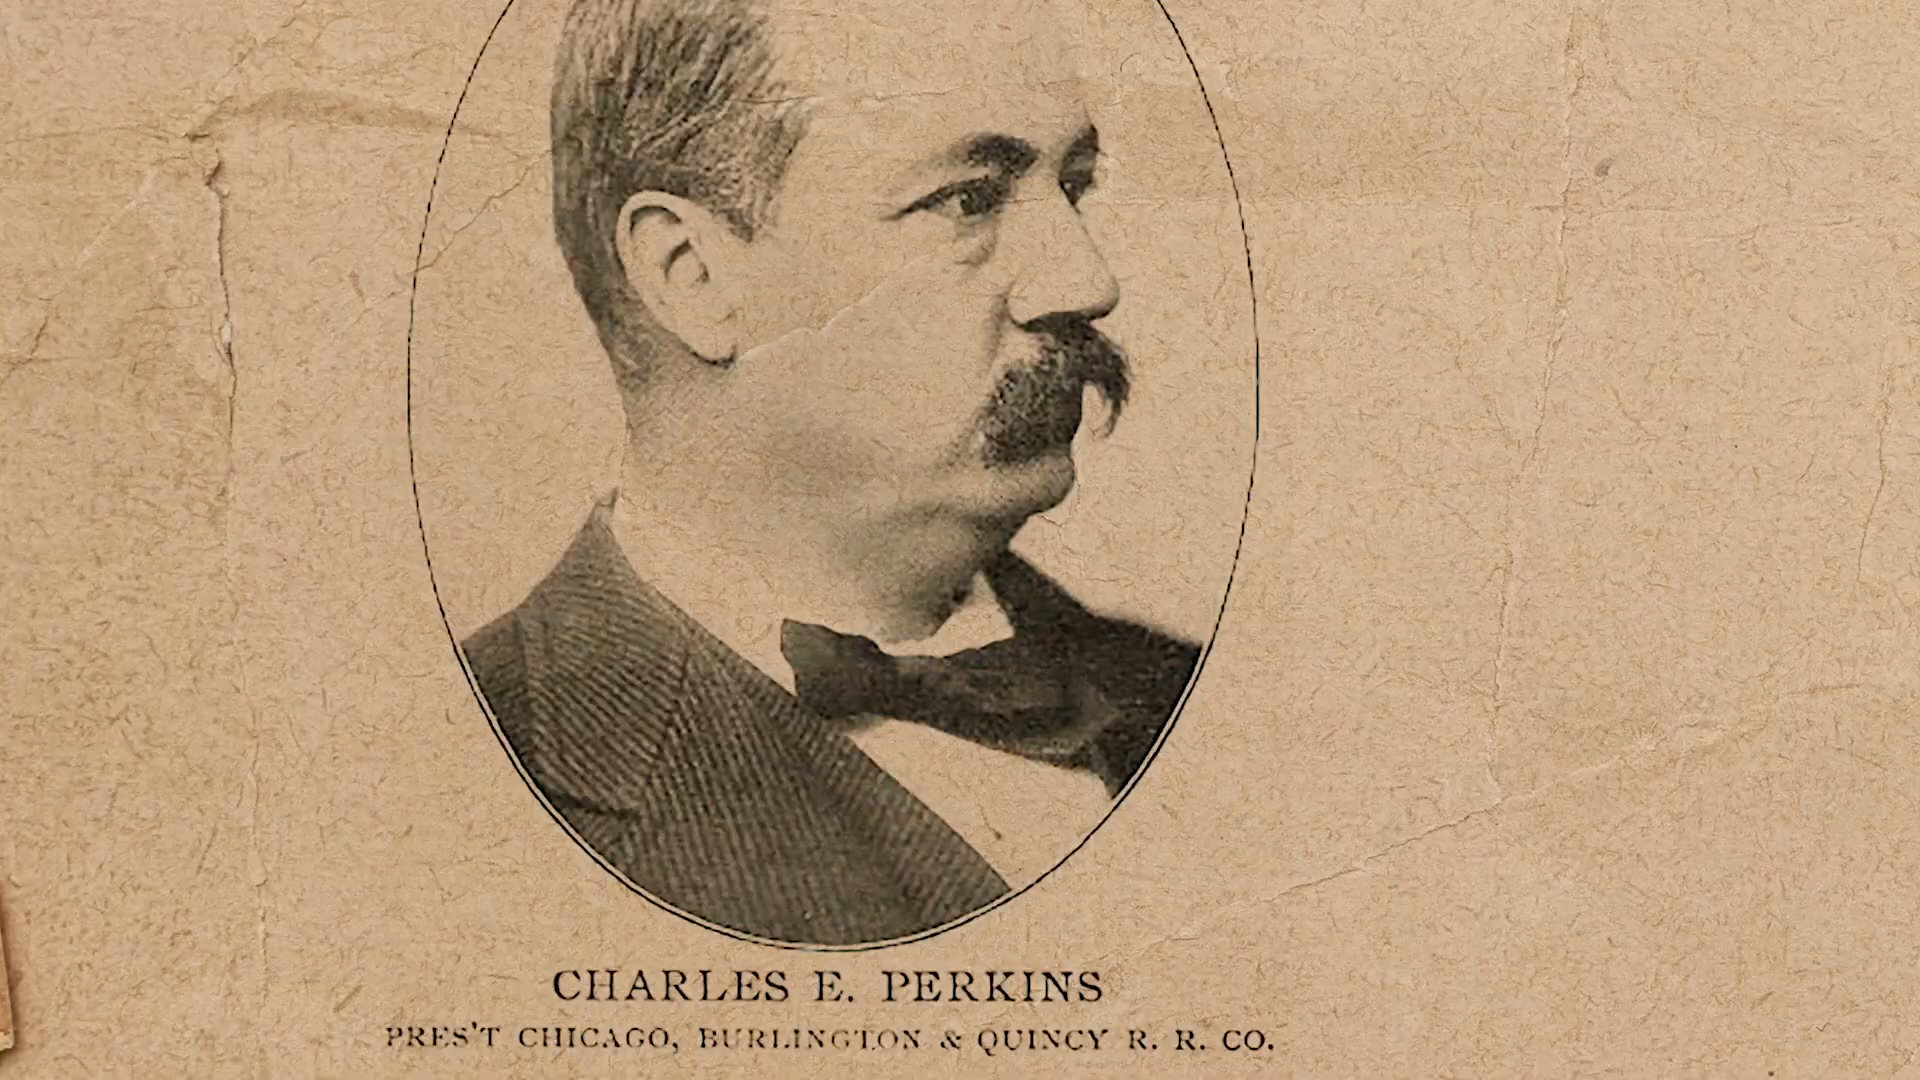 CHARLES E. PERKINS
PRES'T CHICAGO, BURLINGTON & QUINCY R. R. CO.